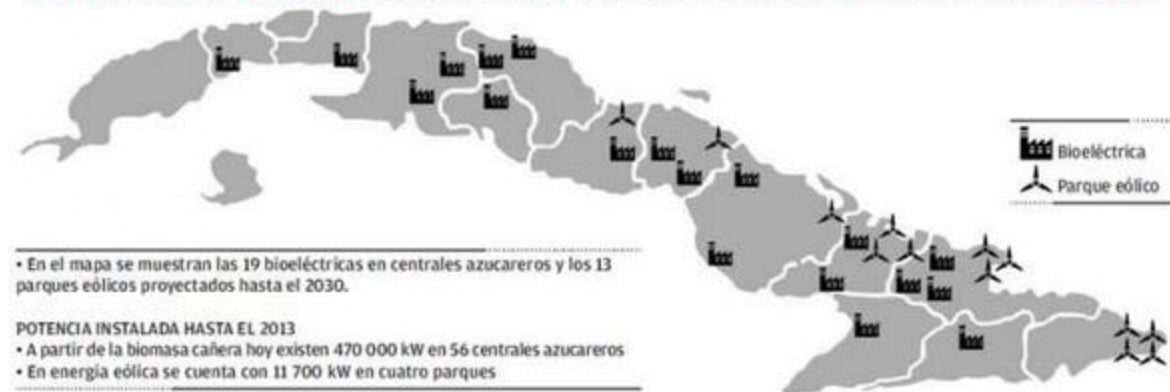 Bioeléctrica
Parque eólico
• En el mapa se muestran las 19 bioeléctricas en centrales azucareros y los 13
parques eólicos proyectados hasta el 2030.
POTENCIA INSTALADA HASTA EL 2013
• A partir de la biomasa cañera hoy existen 470 000 kW en 56 centrales azucareros
• En energía eólica se cuenta con 11 700 kW en cuatro parques